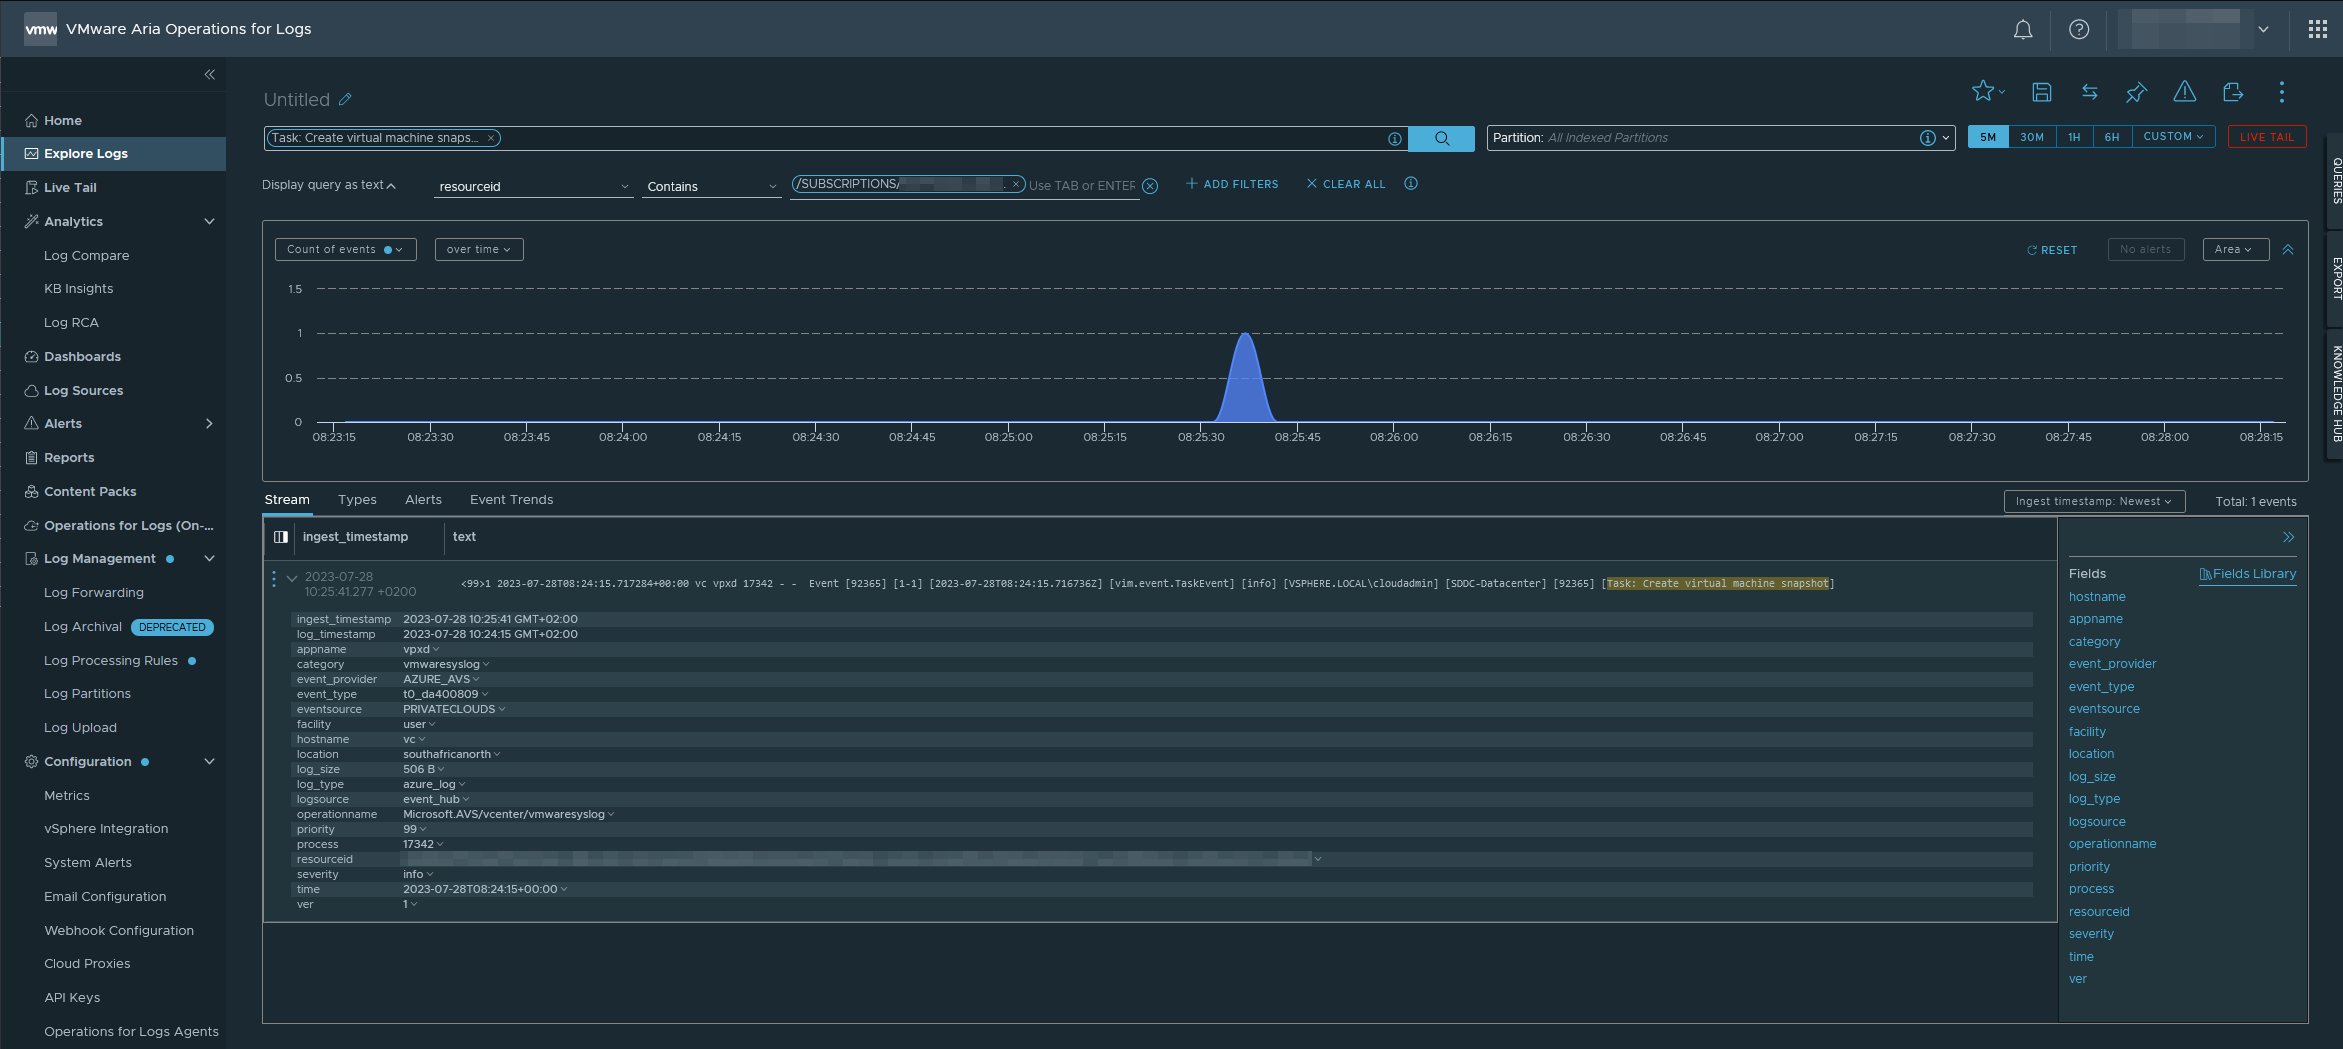 vmw VMware Aria Operations for Logs
Home
Explore Logs
Live Tail
Analytics
Log Compare
KB Insights
Log RCA
Dashboards
Log Sources
Alerts
Reports
Content Packs
Operations for Logs (On-...
Log Management
Log Forwarding
Log Archival DEPRECATED
Log Processing Rules
Log Partitions
Log Upload
Configuration
Metrics
vSphere Integration
System Alerts
Email Configuration
Webhook Configuration
Cloud Proxies
API Keys
Operations for Logs Agents
Untitled
Task: Create virtual machine snaps... ×
Partition: All Indexed Partitions
5M 30M 1H 6H CUSTOM LIVE TAIL
Display query as text resourceid Contains /SUBSCRIPTIONS/ . × Use TAB or ENTER ADD FILTERS CLEAR ALL
QUERIES
EXPORT
KNOWLEDGE HUB
Count of events over time RESET No alerts Area
1.5
1
0.5
0
08:23:15 08:23:30 08:23:45 08:24:00 08:24:15 08:24:30 08:24:45 08:25:00 08:25:15 08:25:30 08:25:45 08:26:00 08:26:15 08:26:30 08:26:45 08:27:00 08:27:15 08:27:30 08:27:45 08:28:00 08:28:15
Stream Types Alerts Event Trends Ingest timestamp: Newest Total: 1 events
ingest_timestamp text
2023-07-28
10:25:41.277 +0200
<99>1 2023-07-28T08:24:15.717284+00:00 vc vpxd 17342 - - Event [92365] [1-1] [2023-07-28T08:24:15.716736Z] [vim.event.TaskEvent] [info] [VSPHERE.LOCAL\cloudadmin] [SDDC-Datacenter] [92365] [Task: Create virtual machine snapshot]
ingest_timestamp 2023-07-28 10:25:41 GMT+02:00
log_timestamp 2023-07-28 10:24:15 GMT+02:00
appname vpxd
category vmwaresyslog
event_provider AZURE_AVS
event_type t0_da400809
eventsource PRIVATECLOUDS
facility user
hostname vc
location southafricanorth
log_size 506 B
log_type azure_log
logsource event_hub
operationname Microsoft.AVS/vcenter/vmwaresyslog
priority 99
process 17342
resourceid
severity info
time 2023-07-28T08:24:15+00:00
ver 1
Fields Fields Library
hostname
appname
category
event_provider
event_type
eventsource
facility
location
log_size
log_type
logsource
operationname
priority
process
resourceid
severity
time
ver